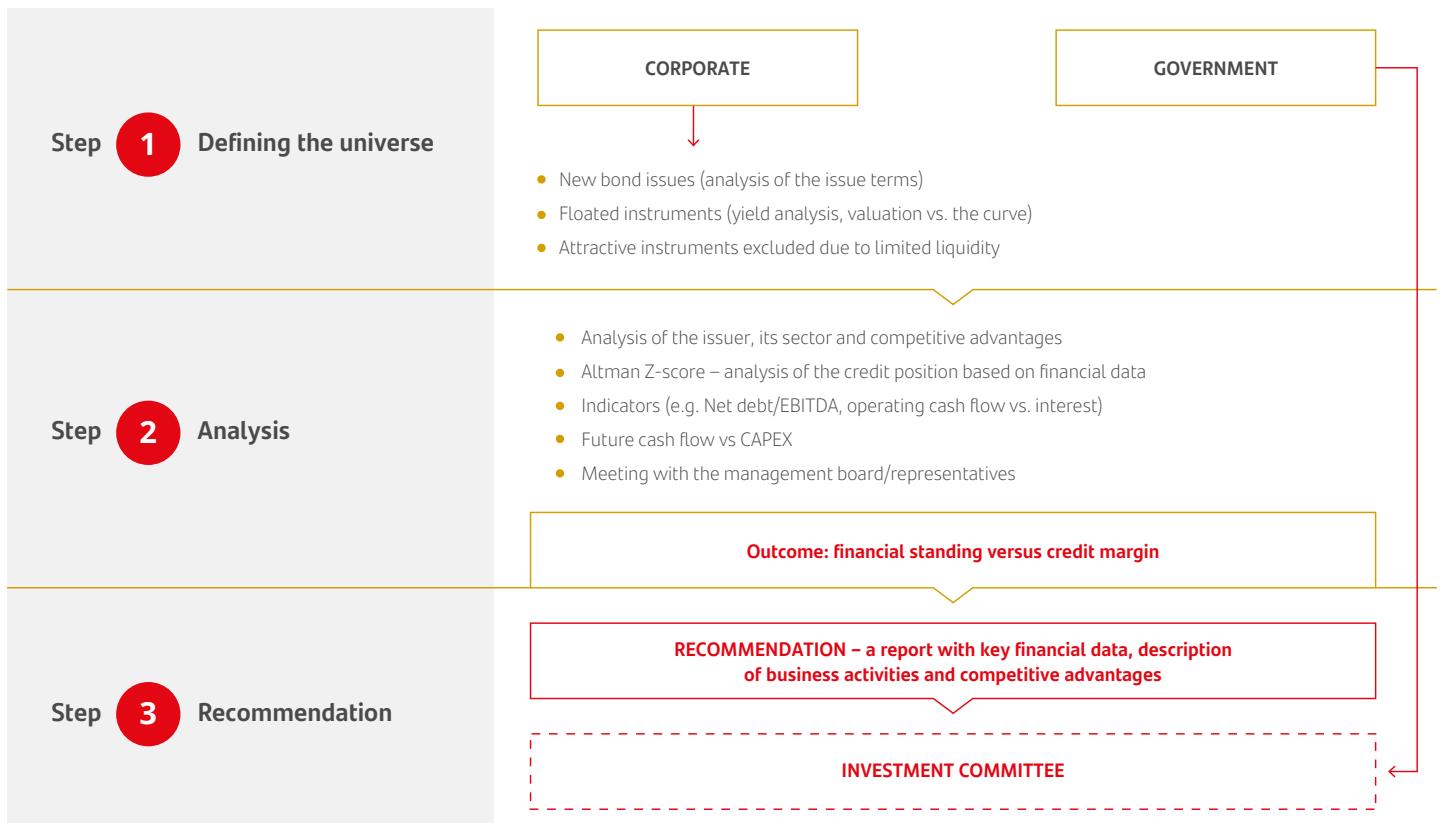 CORPORATE
GOVERNMENT
Step 1 Defining the universe
New bond issues (analysis of the issue terms)
Floated instruments (yield analysis, valuation vs. the curve)
Attractive instruments excluded due to limited liquidity
Step 2 Analysis
Analysis of the issuer, its sector and competitive advantages
Altman Z-score – analysis of the credit position based on financial data
Indicators (e.g. Net debt/EBITDA, operating cash flow vs. interest)
Future cash flow vs CAPEX
Meeting with the management board/representatives
Outcome: financial standing versus credit margin
Step 3 Recommendation
RECOMMENDATION – a report with key financial data, description
of business activities and competitive advantages
INVESTMENT COMMITTEE